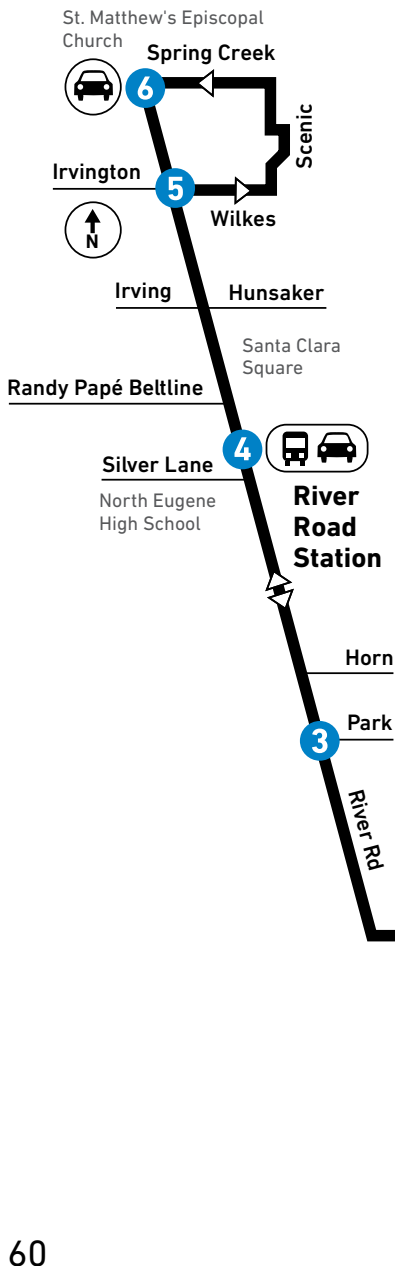 St. Matthew's Episcopal
Church
Spring Creek
6
Scenic
Irvington
5
Wilkes
N
Irving
Hunsaker
Santa Clara
Square
Randy Papé Beltline
4
Silver Lane
North Eugene
High School
River
Road
Station
Horn
Park
3
River Rd
60